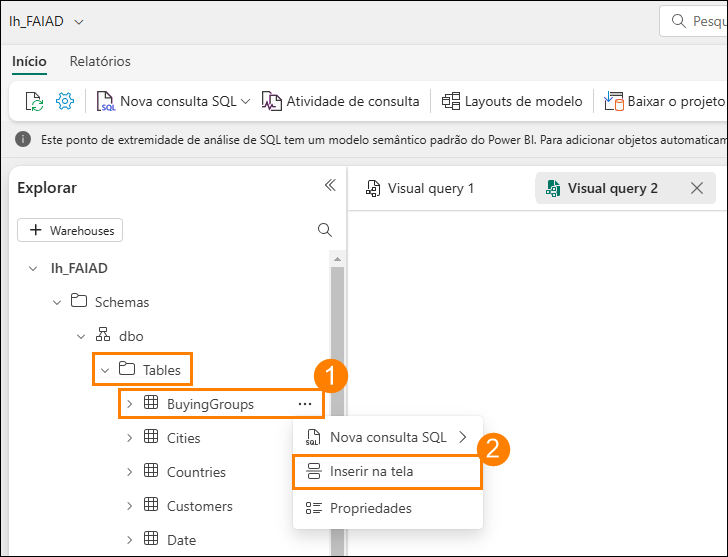 lh_FAIAD
Pesqu
Início
Relatórios
Nova consulta SQL
Atividade de consulta
Layouts de modelo
Baixar o projeto
Este ponto de extremidade de análise de SQL tem um modelo semântico padrão do Power BI. Para adicionar objetos automaticam
Explorar
Visual query 1
Visual query 2
+ Warehouses
lh_FAIAD
Schemas
dbo
Tables
1
BuyingGroups
...
Cities
SQL
Nova consulta SQL
2
Countries
Inserir na tela
Customers
Propriedades
Date